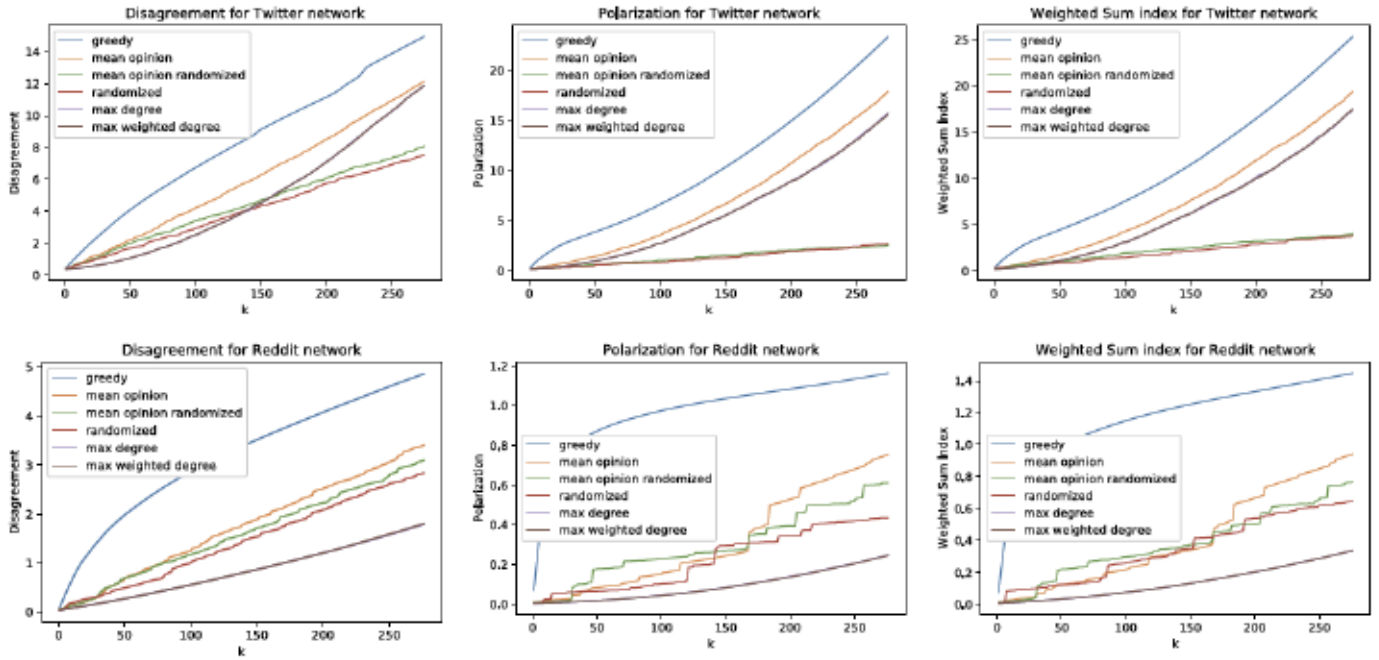 Disagreement for Twitter network
14
12
10
8
6
4
2
0
Disagreement
greedy
mean opinion
mean opinion randomized
randomized
max degree
max weighted degree
0 50 100 150 200 250
k
Polarization for Twitter network
20
15
10
5
0
Polarization
greedy
mean opinion
mean opinion randomized
randomized
max degree
max weighted degree
0 50 100 150 200 250
k
Weighted Sum index for Twitter network
25
20
15
10
5
0
Weighted Sum Index
greedy
mean opinion
mean opinion randomized
randomized
max degree
max weighted degree
0 50 100 150 200 250
k
Disagreement for Reddit network
5
4
3
2
1
0
Disagreement
greedy
mean opinion
mean opinion randomized
randomized
max degree
max weighted degree
0 50 100 150 200 250
k
Polarization for Reddit network
1.2
1.0
0.8
0.6
0.4
0.2
0.0
Polarization
greedy
mean opinion
mean opinion randomized
randomized
max degree
max weighted degree
0 50 100 150 200 250
k
Weighted Sum index for Reddit network
1.4
1.2
1.0
0.8
0.6
0.4
0.2
0.0
Weighted Sum Index
greedy
mean opinion
mean opinion randomized
randomized
max degree
max weighted degree
0 50 100 150 200 250
k